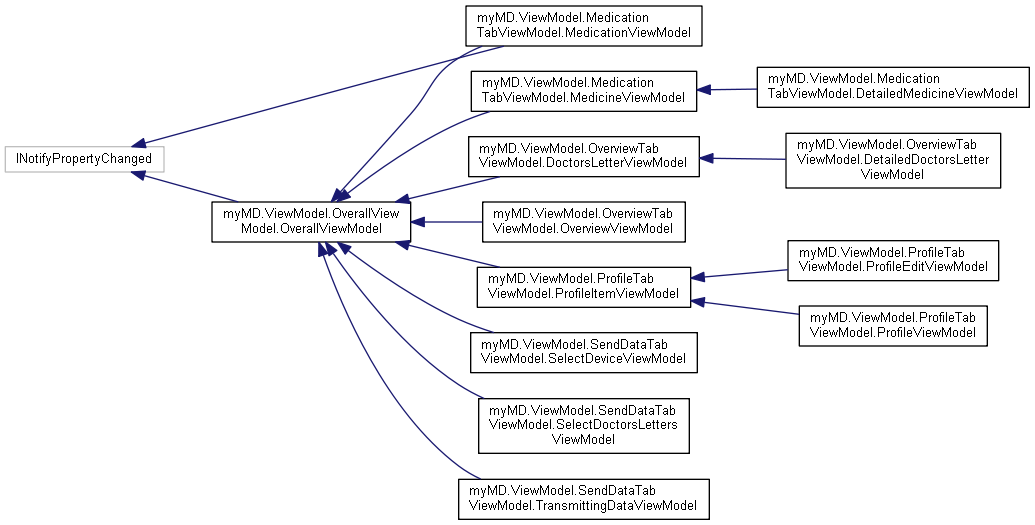 myMD.ViewModel.Medication
TabViewModel.MedicationViewModel
myMD.ViewModel.Medication
TabViewModel.MedicineViewModel
myMD.ViewModel.Medication
TabViewModel.DetailedMedicineViewModel
INotifyPropertyChanged
myMD.ViewModel.OverviewTab
ViewModel.DoctorsLetterViewModel
myMD.ViewModel.OverviewTab
ViewModel.DetailedDoctorsLetter
ViewModel
myMD.ViewModel.OverallView
Model.OverallViewModel
myMD.ViewModel.OverviewTab
ViewModel.OverviewViewModel
myMD.ViewModel.ProfileTab
ViewModel.ProfileItemViewModel
myMD.ViewModel.ProfileTab
ViewModel.ProfileEditViewModel
myMD.ViewModel.ProfileTab
ViewModel.ProfileViewModel
myMD.ViewModel.SendDataTab
ViewModel.SelectDeviceViewModel
myMD.ViewModel.SendDataTab
ViewModel.SelectDoctorsLetters
ViewModel
myMD.ViewModel.SendDataTab
ViewModel.TransmittingDataViewModel